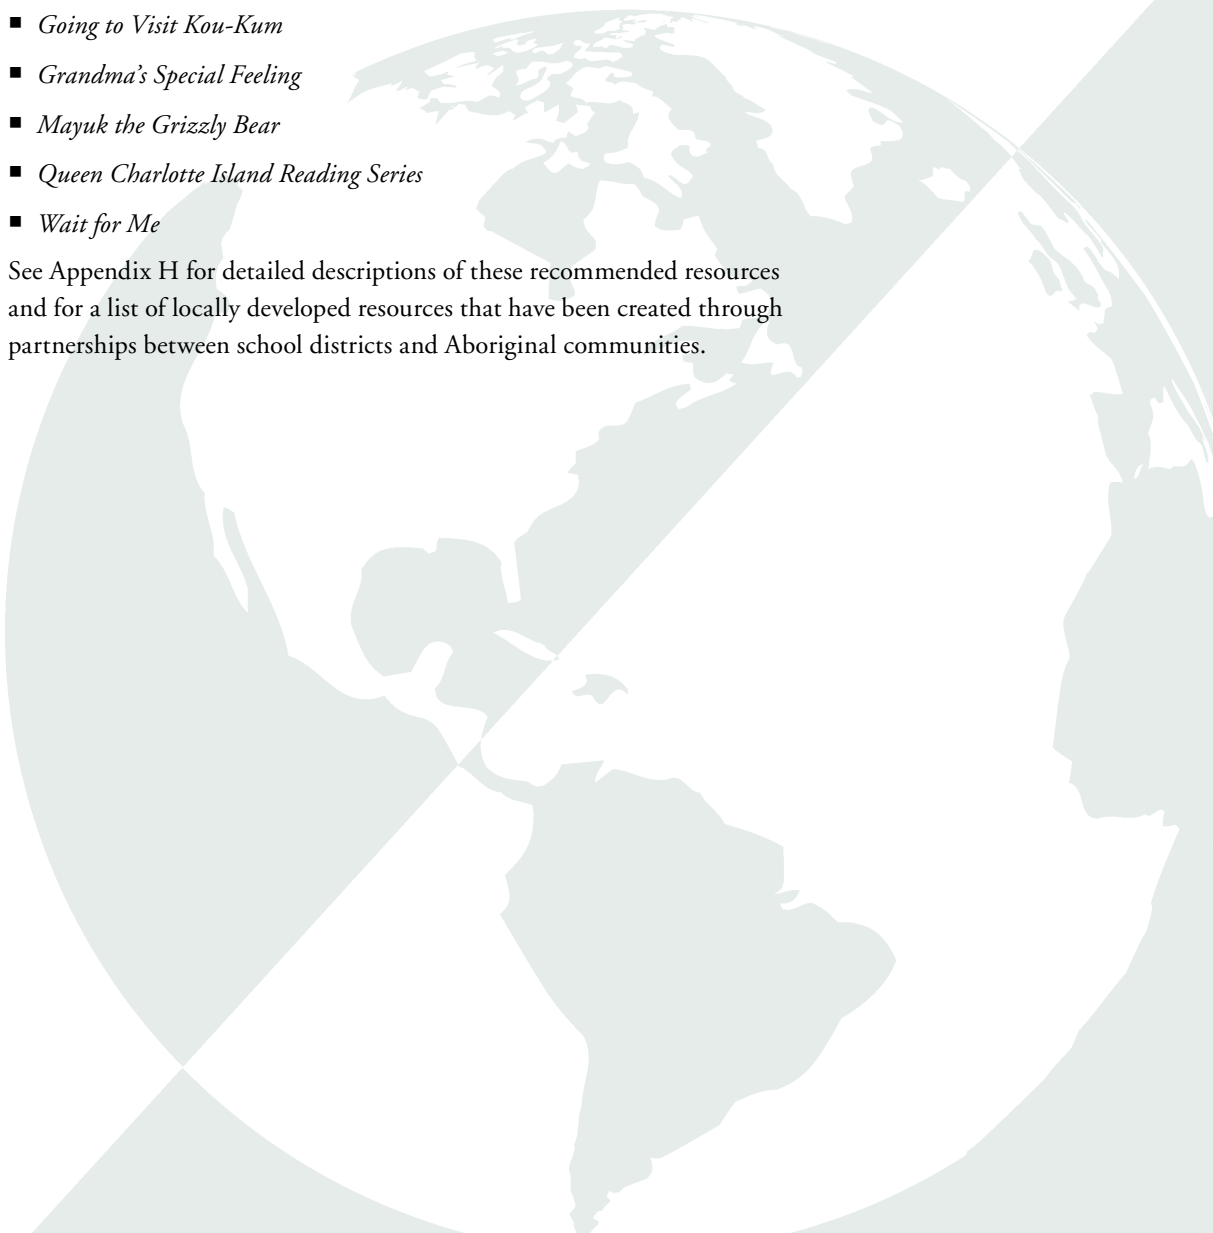 ■ Going to Visit Kou-Kum
■ Grandma's Special Feeling
■ Mayuk the Grizzly Bear
■ Queen Charlotte Island Reading Series
■ Wait for Me
See Appendix H for detailed descriptions of these recommended resources
and for a list of locally developed resources that have been created through
partnerships between school districts and Aboriginal communities.